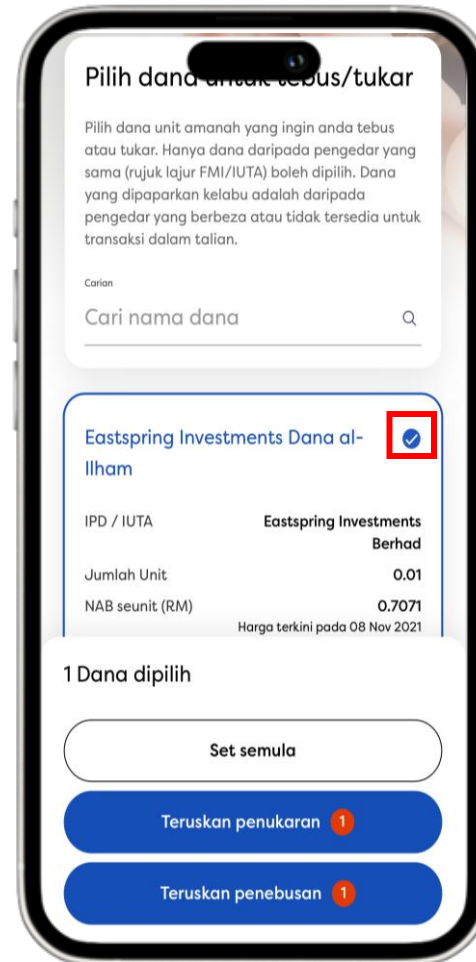 Pilih dana untuk tebus/tukar
Pilih dana unit amanah yang ingin anda tebus
atau tukar. Hanya dana daripada pengedar yang
sama (rujuk lajur FMI/IUTA) boleh dipilih. Dana
yang dipaparkan kelabu adalah daripada
pengedar yang berbeza atau tidak tersedia untuk
transaksi dalam talian.
Carian
Cari nama dana
Eastspring Investments Dana al-
Ilham
IPD / IUTA Eastspring Investments
Berhad
Jumlah Unit 0.01
NAB seunit (RM) 0.7071
Harga terkini pada 08 Nov 2021
1 Dana dipilih
Set semula
Teruskan penukaran 1
Teruskan penebusan 1